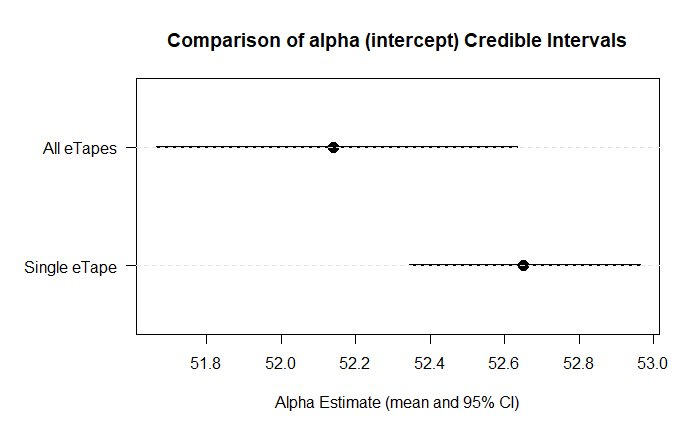 Comparison of alpha (intercept) Credible Intervals
All eTapes
Single eTape
51.8 52.0 52.2 52.4 52.6 52.8 53.0
Alpha Estimate (mean and 95% CI)